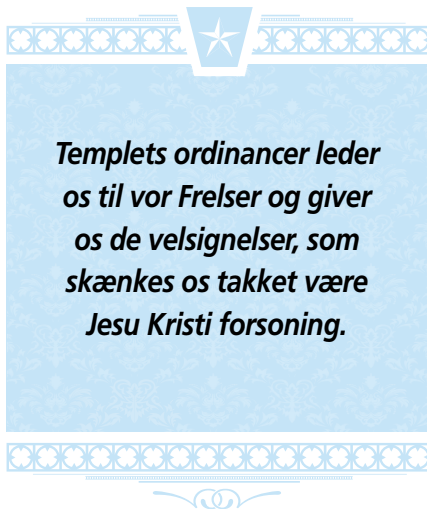 Templets ordinancer leder
os til vor Frelser og giver
os de velsignelser, som
skænkes os takket være
Jesu Kristi forsoning.